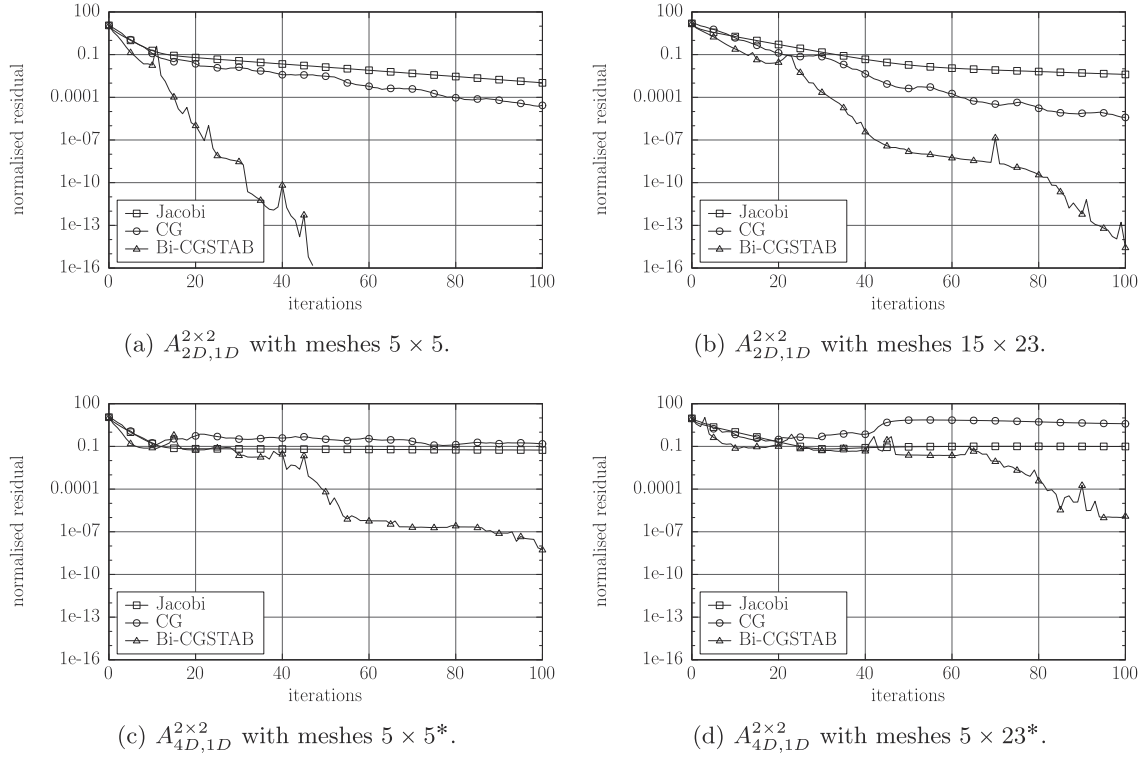 normalised residual
100
0.1
0.0001
1e-07
1e-10
1e-13
1e-16
Jacobi
CG
Bi-CGSTAB
0 20 40 60 80 100
iterations
(a) $A_{2D,1D}^{2\times2}$ with meshes 5 × 5.
normalised residual
100
0.1
0.0001
1e-07
1e-10
1e-13
1e-16
Jacobi
CG
Bi-CGSTAB
0 20 40 60 80 100
iterations
(b) $A_{2D,1D}^{2\times2}$ with meshes 15 × 23.
normalised residual
100
0.1
0.0001
1e-07
1e-10
1e-13
1e-16
Jacobi
CG
Bi-CGSTAB
0 20 40 60 80 100
iterations
(c) $A_{4D,1D}^{2\times2}$ with meshes 5 × 5*.
normalised residual
100
0.1
0.0001
1e-07
1e-10
1e-13
1e-16
Jacobi
CG
Bi-CGSTAB
0 20 40 60 80 100
iterations
(d) $A_{4D,1D}^{2\times2}$ with meshes 5 × 23*.